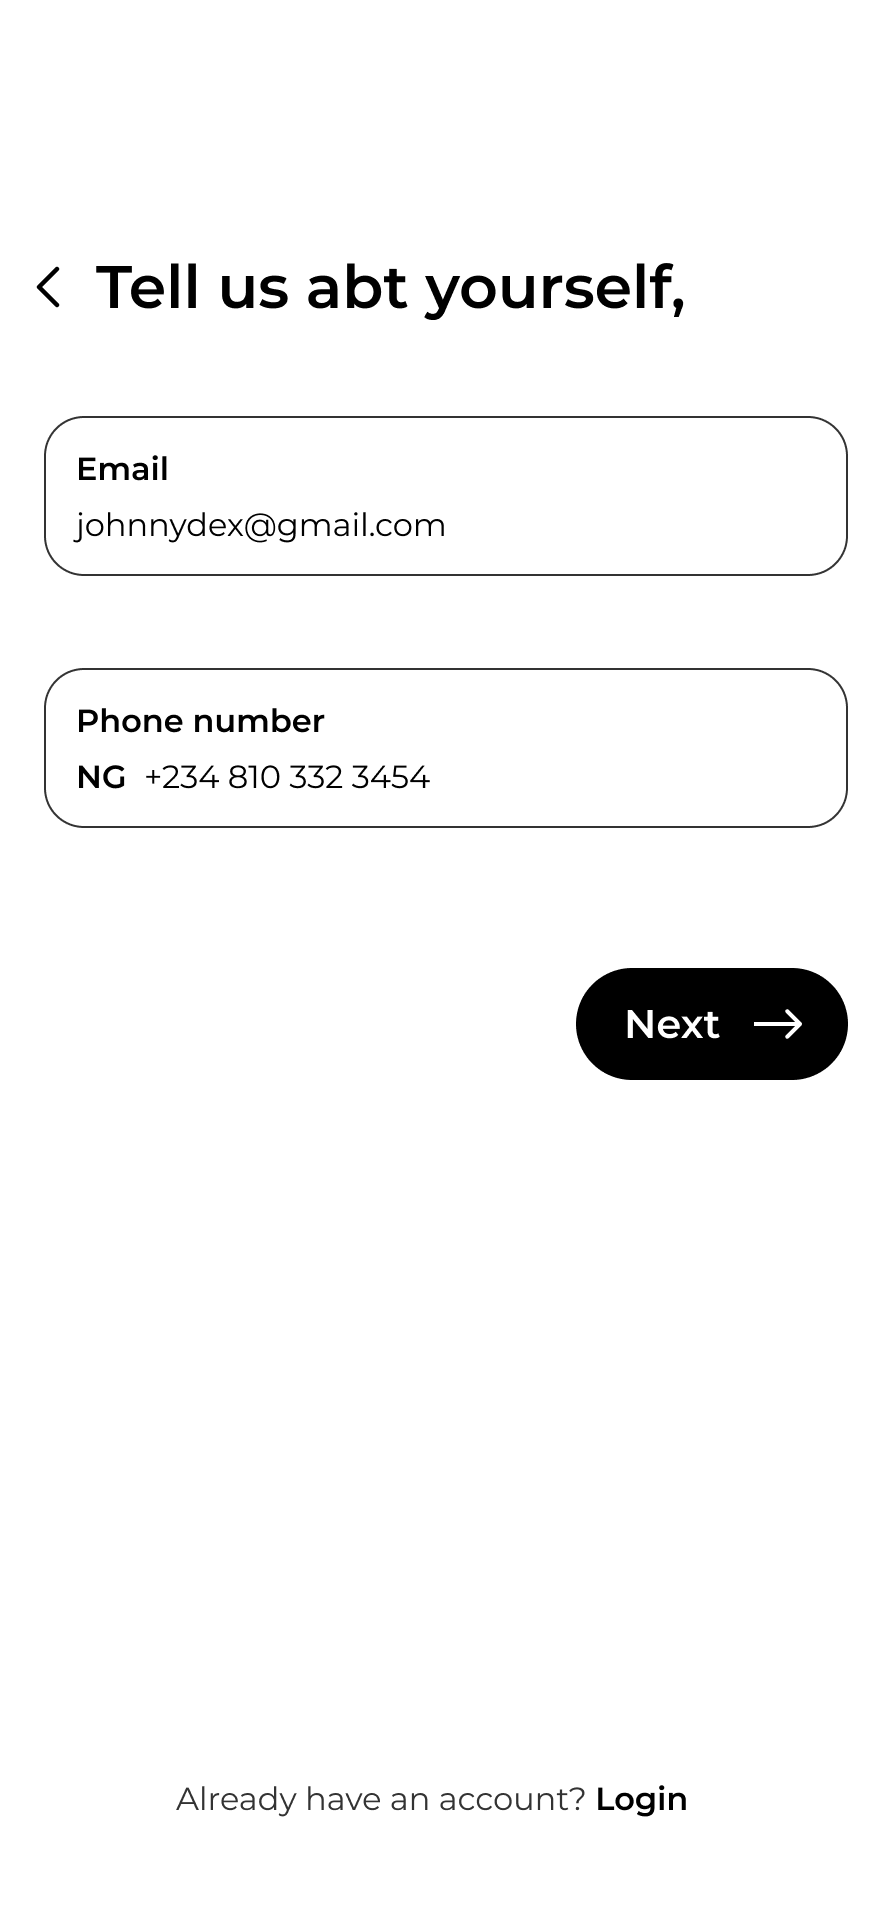 Tell us abt yourself,
Email
johnnydex@gmail.com
Phone number
NG +234 810 332 3454
Next
Already have an account? Login